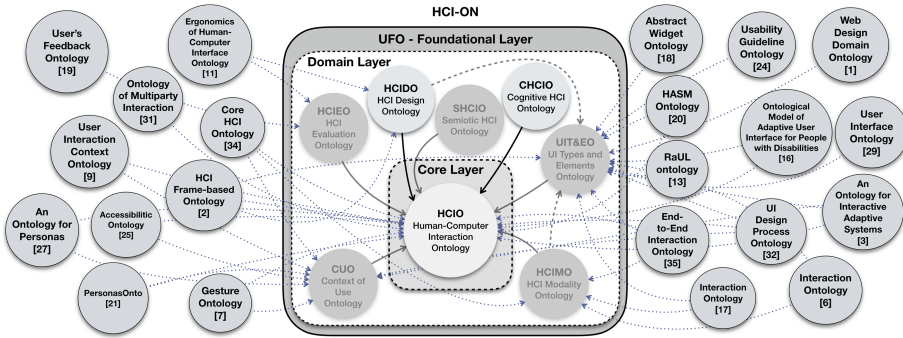 HCI-ON
UFO - Foundational Layer
Domain Layer
Core Layer
HCIO
Human-Computer
Interaction
Ontology
HCIDO
HCI Design
Ontology
CHCIO
Cognitive HCI
Ontology
SHCIO
Semiotic HCI
Ontology
HCIEO
HCI
Evaluation
Ontology
UIT&EO
UI Types and
Elements
Ontology
CUO
Context of
Use
Ontology
HCIMO
HCI Modality
Ontology
User's
Feedback
Ontology
[19]
Ergonomics
of Human-
Computer
Interface
Ontology
[11]
Ontology
of Multiparty
Interaction
[31]
Core
HCI
Ontology
[34]
User
Interaction
Context
Ontology
[9]
HCI
Frame-based
Ontology
[2]
An
Ontology for
Personas
[27]
Accessibilitic
Ontology
[25]
PersonasOnto
[21]
Gesture
Ontology
[7]
Abstract
Widget
Ontology
[18]
Usability
Guideline
Ontology
[24]
Web
Design
Domain
Ontology
[1]
HASM
Ontology
[20]
Ontological
Model of
Adaptive User
Interface for People
with Disabilities
[16]
User
Interface
Ontology
[29]
RaUL
ontology
[13]
An
Ontology for
Interactive
Adaptive
Systems
[3]
End-
to-End
Interaction
Ontology
[35]
UI
Design
Process
Ontology
[32]
Interaction
Ontology
[17]
Interaction
Ontology
[6]